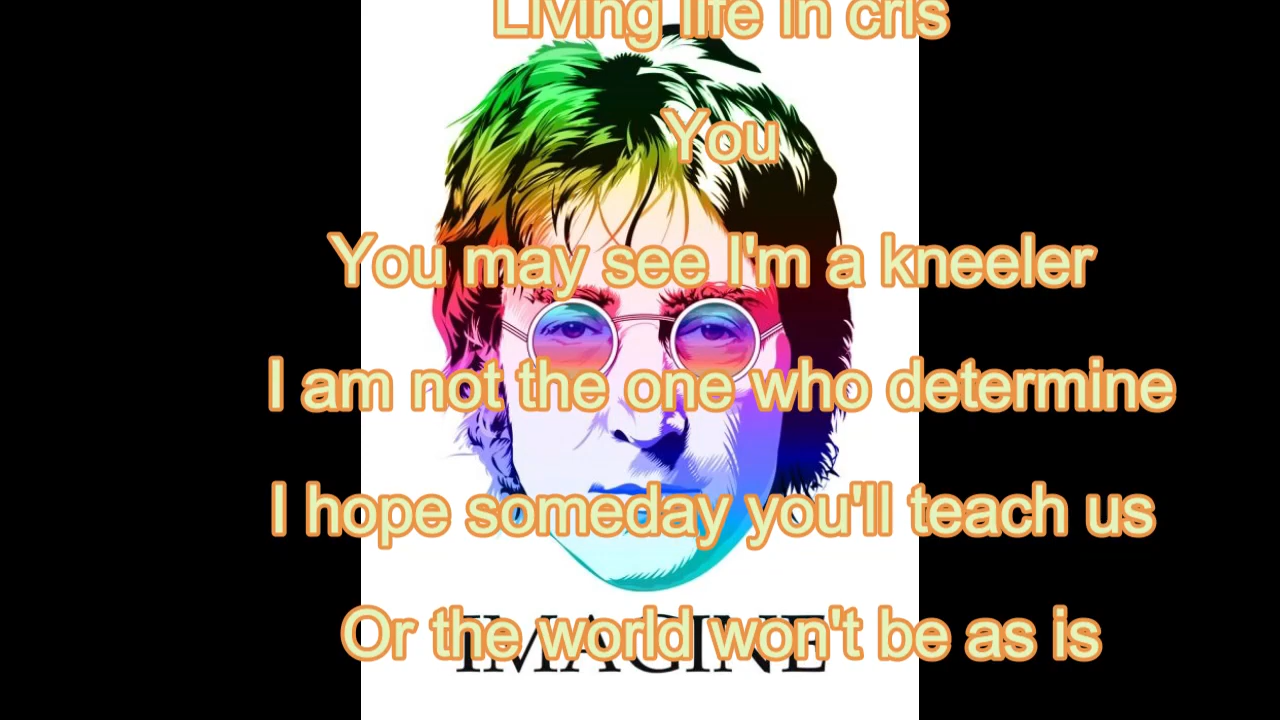 Living life in cris
You
You may see I'm a kneeler
I am not the one who determine
I hope someday you'll teach us
Or the world won't be as is
IMAGINE